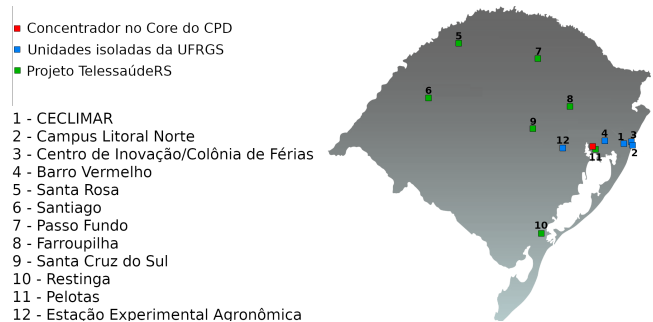 Concentrador no Core do CPD
Unidades isoladas da UFRGS
Projeto TelessaúdeRS
1 - CECLIMAR
2 - Campus Litoral Norte
3 - Centro de Inovação/Colônia de Férias
4 - Barro Vermelho
5 - Santa Rosa
6 - Santiago
7 - Passo Fundo
8 - Farroupilha
9 - Santa Cruz do Sul
10 - Restinga
11 - Pelotas
12 - Estação Experimental Agronômica
5
7
6
8
9
12
4
1
3
11
2
10